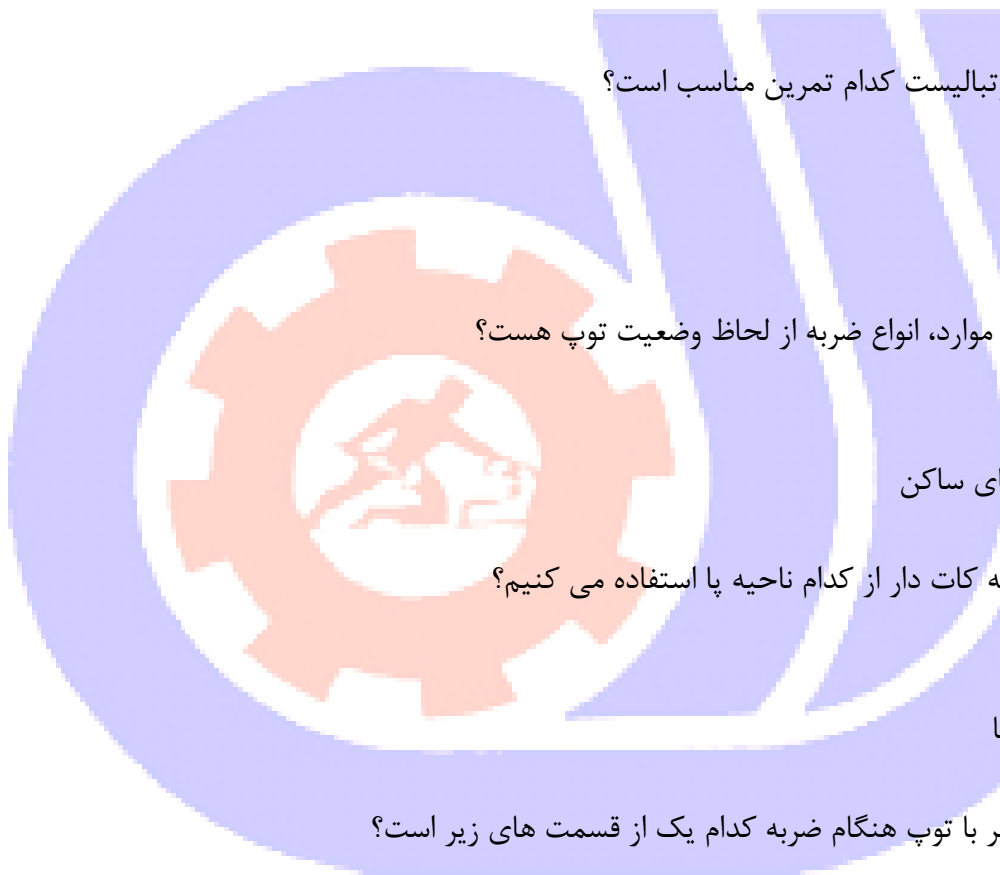 کدام تمرین مناسب است؟
موارد، انواع ضربه از لحاظ وضعیت توپ هست؟
ساکن
کات دار از کدام ناحیه پا استفاده می کنیم؟
با توپ هنگام ضربه کدام یک از قسمت های زیر است؟